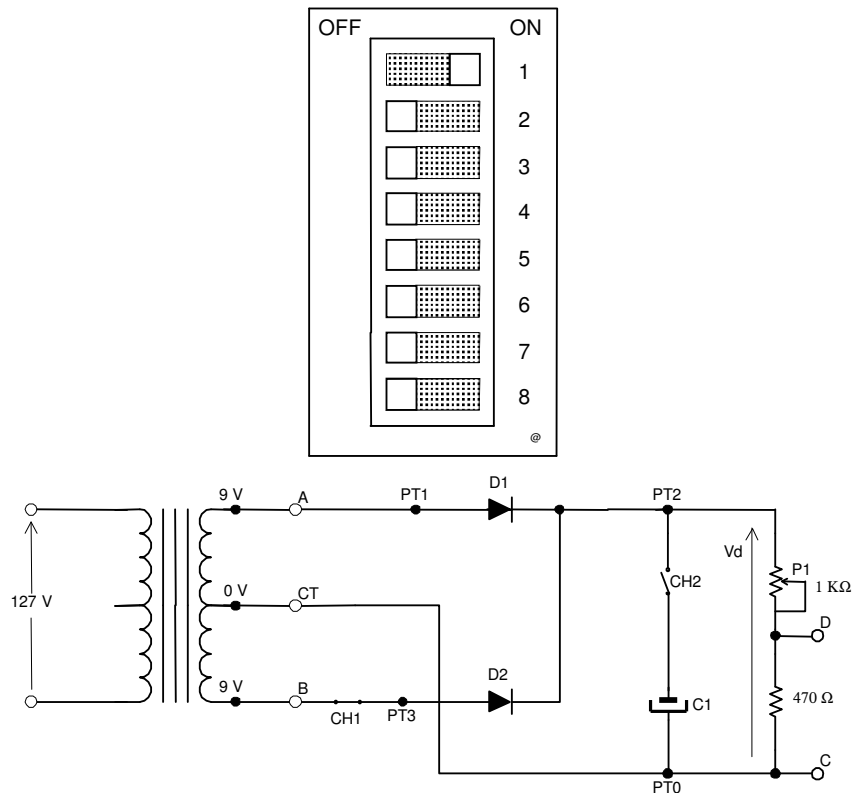 OFF ON
1
2
3
4
5
6
7
8
@
D1
9 V A PT1 PT2
Vd
P1
1 KΩ
CH2
127 V
0 V CT
D
D2
9 V B
CH1 PT3
C1
470 Ω
C
PT0